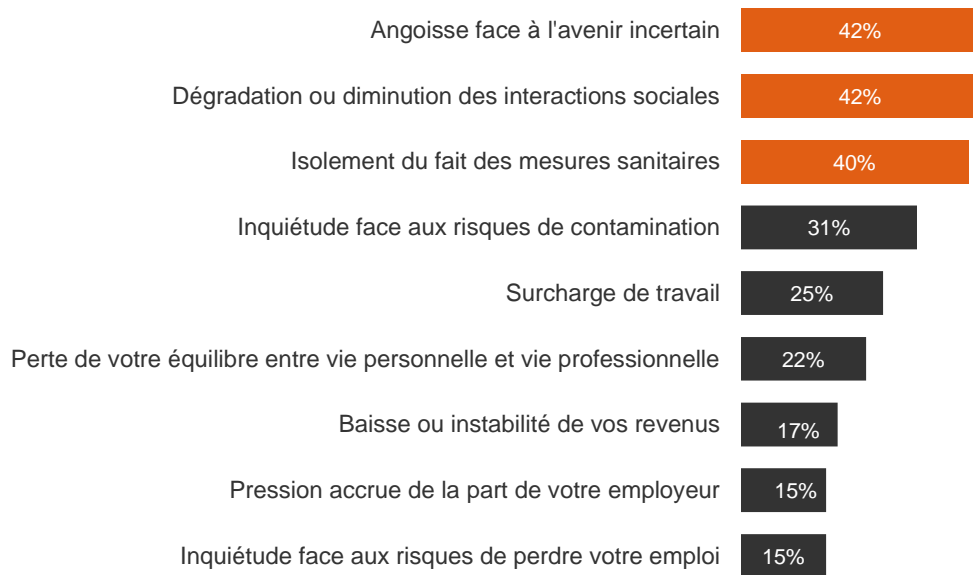 Angoisse face à l'avenir incertain 42%
Dégradation ou diminution des interactions sociales 42%
Isolement du fait des mesures sanitaires 40%
Inquiétude face aux risques de contamination 31%
Surcharge de travail 25%
Perte de votre équilibre entre vie personnelle et vie professionnelle 22%
Baisse ou instabilité de vos revenus 17%
Pression accrue de la part de votre employeur 15%
Inquiétude face aux risques de perdre votre emploi 15%